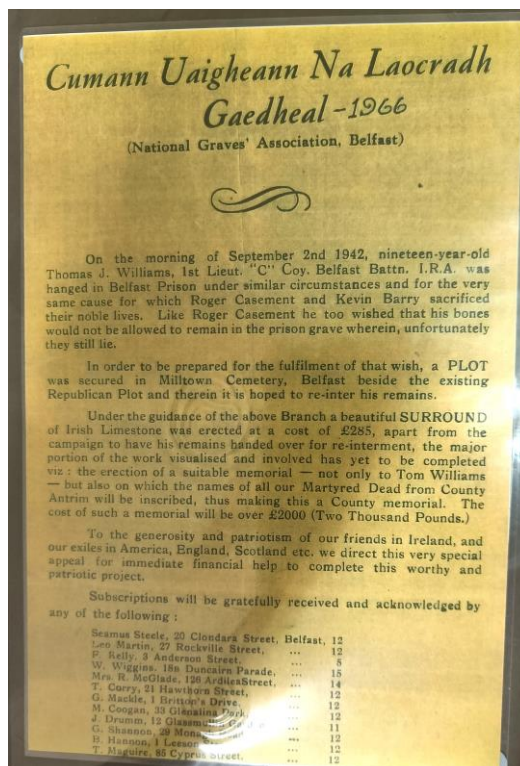 Cumann Uaigheann Na Laocradh
Gaedheal -1966
(National Graves' Association, Belfast)
On the morning of September 2nd 1942, nineteen-year-old
Thomas J. Williams, 1st Lieut. "C" Coy. Belfast Battn. I.R.A. was
hanged in Belfast Prison under similar circumstances and for the very
same cause for which Roger Casement and Kevin Barry sacrificed
their noble lives. Like Roger Casement he too wished that his bones
would not be allowed to remain in the prison grave wherein, unfortunately
they still lie.
In order to be prepared for the fulfilment of that wish, a PLOT
was secured in Milltown Cemetery, Belfast beside the existing
Republican Plot and therein it is hoped to re-inter his remains.
Under the guidance of the above Branch a beautiful SURROUND
of Irish Limestone was erected at a cost of £285, apart from the
campaign to have his remains handed over for re-interment, the major
portion of the work visualised and involved has yet to be completed
viz : the erection of a suitable memorial — not only to Tom Williams
— but also on which the names of all our Martyred Dead from County
Antrim will be inscribed, thus making this a County memorial. The
cost of such a memorial will be over £2000 (Two Thousand Pounds.)
To the generosity and patriotism of our friends in Ireland, and
our exiles in America, England, Scotland etc. we direct this very special
appeal for immediate financial help to complete this worthy and
patriotic project.
Subscriptions will be gratefully received and acknowledged by
any of the following :
Seamus Steele, 20 Clondara Street, Belfast, 12
Leo Martin, 27 Rockville Street, ... 12
P. Kelly, 3 Anderson Street, ... 8
W. Wiggins. 18a Duncairn Parade, ... 15
Mrs. R. McGlade, 126 Ardilea Street, ... 14
T. Corry, 21 Hawthorn Street, ... 12
G. Mackle, 1 Britton's Drive, ... 12
M. Coogan, 33 Glenalina Park, ... 12
J. Drumm, 12 ... 11
G. Shannon, 29 ... 12
H. Hannon, 1 Leeson ... 12
T. Maguire, 85 Cyprus Street, ... 12